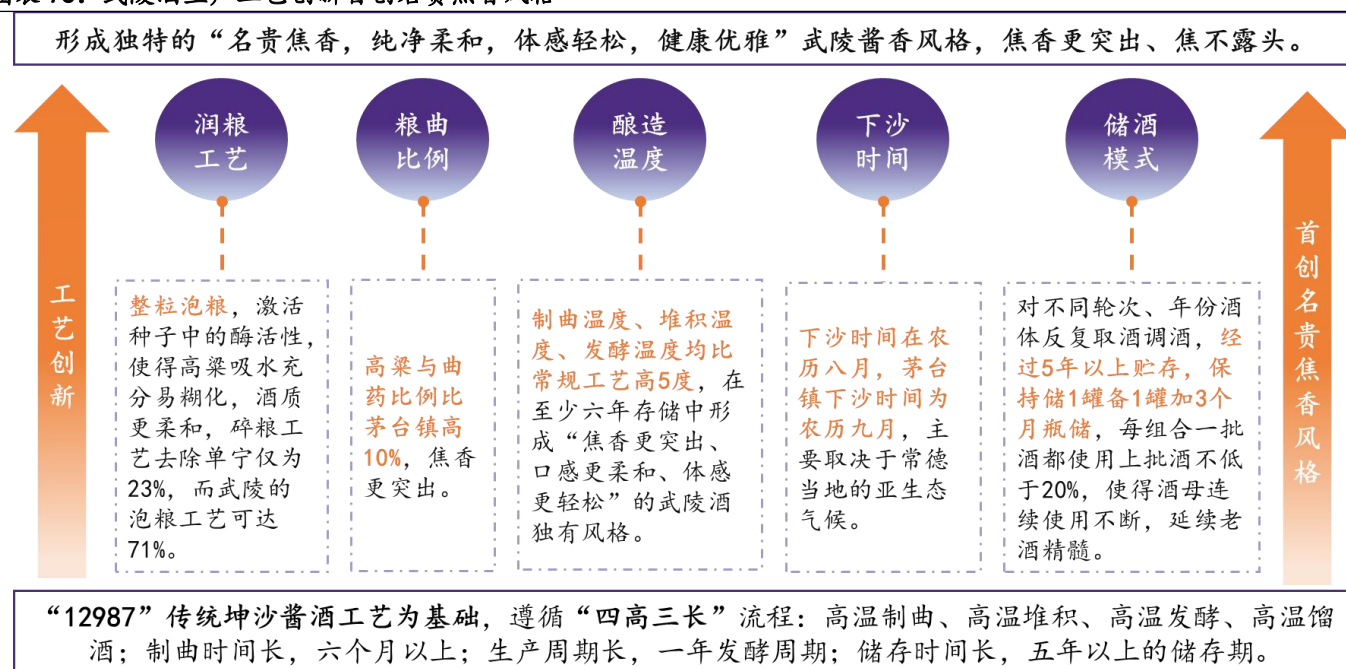 形成独特的“名贵焦香，纯净柔和，体感轻松，健康优雅”武陵酱香风格，焦香更突出、焦不露头。
工艺创新
润粮
工艺
整粒泡粮，激活
种子中的酶活性，
使得高粱吸水充
分易糊化，酒质
更柔和，碎粮工
艺去除单宁仅为
23%，而武陵的
泡粮工艺可达
71%。
粮曲
比例
高粱与曲
药比例比
茅台镇高
10%，焦香
更突出。
酿造
温度
制曲温度、堆积温
度、发酵温度均比
常规工艺高5度，在
至少六年存储中形
成“焦香更突出、
口感更柔和、体感
更轻松”的武陵酒
独有风格。
下沙
时间
下沙时间在农
历八月，茅台
镇下沙时间为
农历九月，主
要取决于常德
当地的亚生态
气候。
储酒
模式
对不同轮次、年份酒
体反复取酒调酒，经
过5年以上贮存，保
持储1罐备1罐加3个
月瓶储，每组合一批
酒都使用上批酒不低
于20%，使得酒母连
续使用不断，延续老
酒精髓。
首创名贵焦香风格
“12987”传统坤沙酱酒工艺为基础，遵循“四高三长”流程：高温制曲、高温堆积、高温发酵、高温馏
酒；制曲时间长，六个月以上；生产周期长，一年发酵周期；储存时间长，五年以上的储存期。